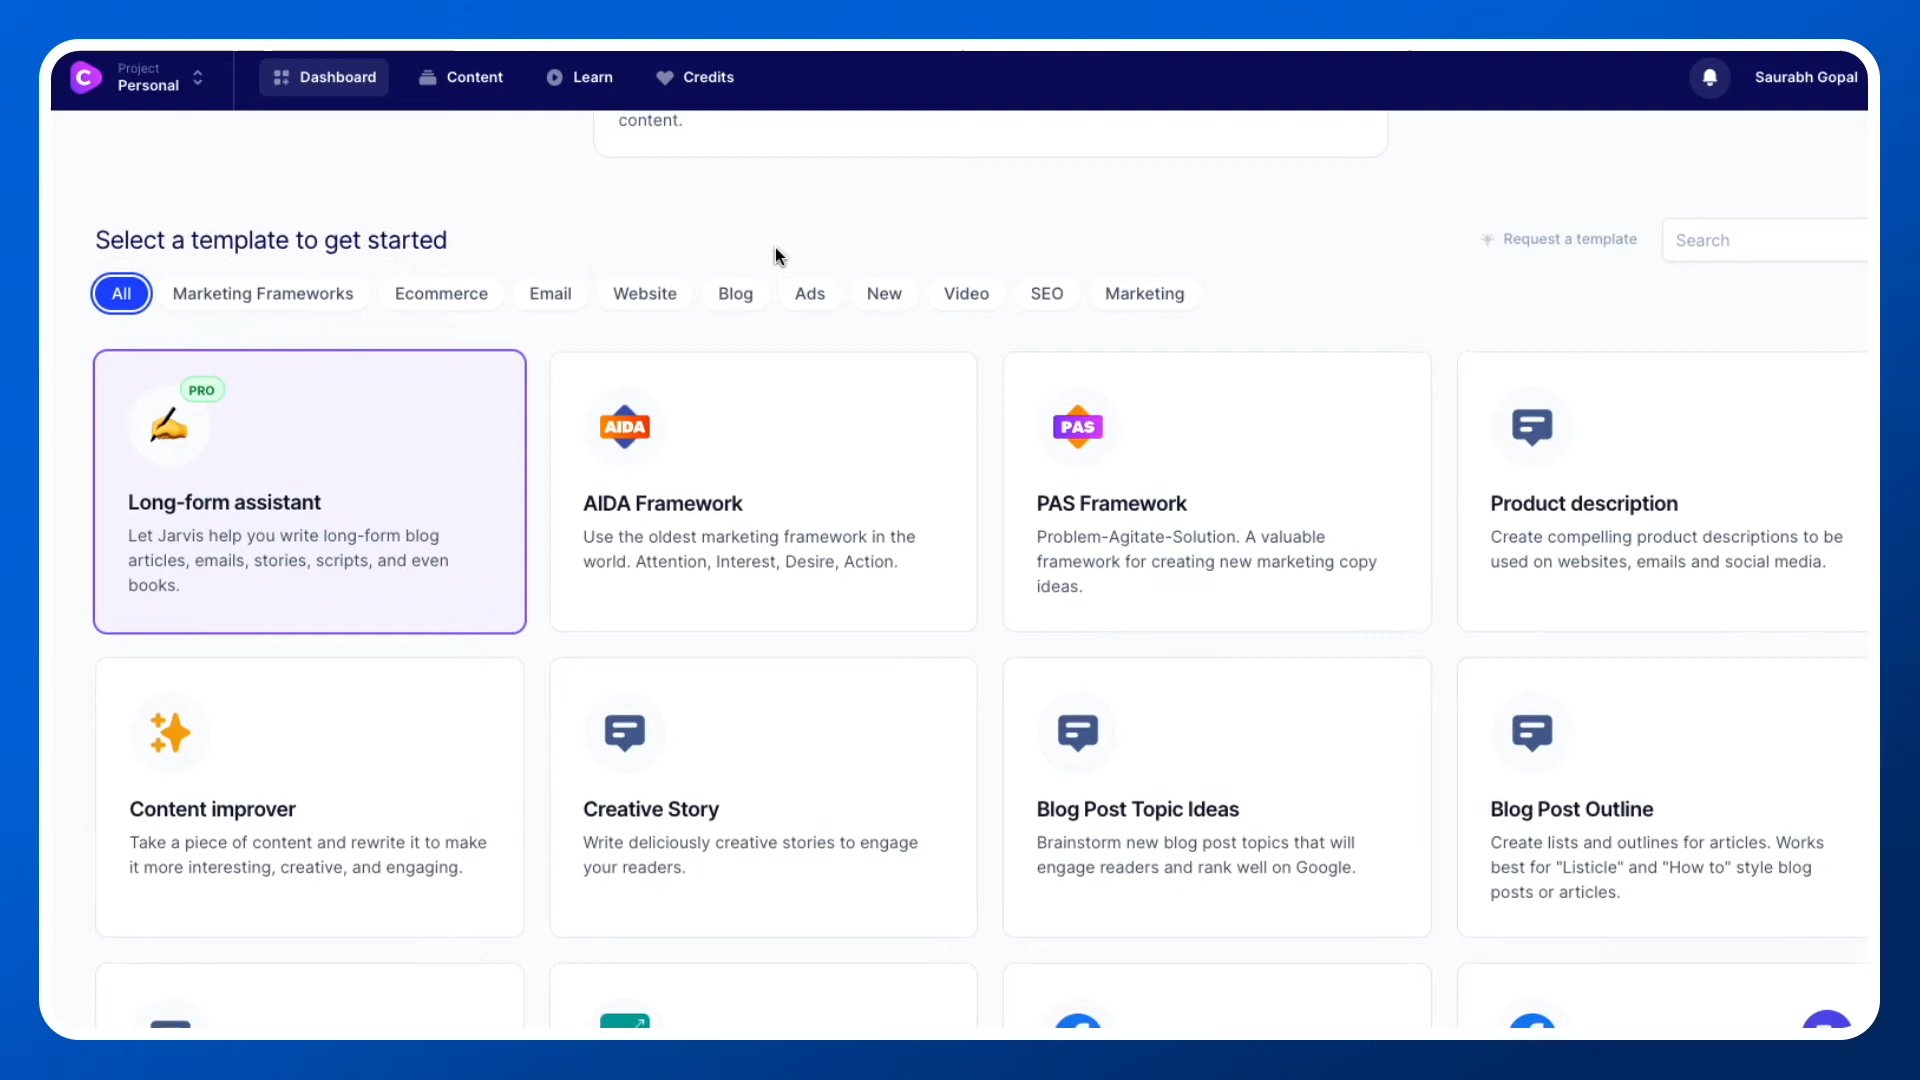 Project
Personal
Dashboard
Content
Learn
Credits
Saurabh Gopal
content.
Select a template to get started
Request a template
Search
All
Marketing Frameworks
Ecommerce
Email
Website
Blog
Ads
New
Video
SEO
Marketing
PRO
Long-form assistant
Let Jarvis help you write long-form blog
articles, emails, stories, scripts, and even
books.
AIDA
AIDA Framework
Use the oldest marketing framework in the
world. Attention, Interest, Desire, Action.
PAS
PAS Framework
Problem-Agitate-Solution. A valuable
framework for creating new marketing copy
ideas.
Product description
Create compelling product descriptions to be
used on websites, emails and social media.
Content improver
Take a piece of content and rewrite it to make
it more interesting, creative, and engaging.
Creative Story
Write deliciously creative stories to engage
your readers.
Blog Post Topic Ideas
Brainstorm new blog post topics that will
engage readers and rank well on Google.
Blog Post Outline
Create lists and outlines for articles. Works
best for "Listicle" and "How to" style blog
posts or articles.